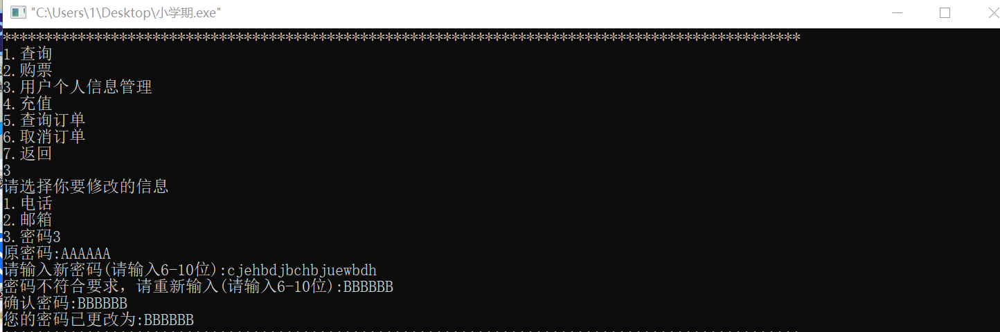 "C:\Users\1\Desktop\小学期.exe"
************************************************************************************************
1.查询
2.购票
3.用户个人信息管理
4.充值
5.查询订单
6.取消订单
7.返回
3
请选择你要修改的信息
1.电话
2.邮箱
3.密码3
原密码:AAAAAA
请输入新密码(请输入6-10位):cjehbdjbchbjuewbdh
密码不符合要求，请重新输入(请输入6-10位):BBBBBB
确认密码:BBBBBB
您的密码已更改为:BBBBBB